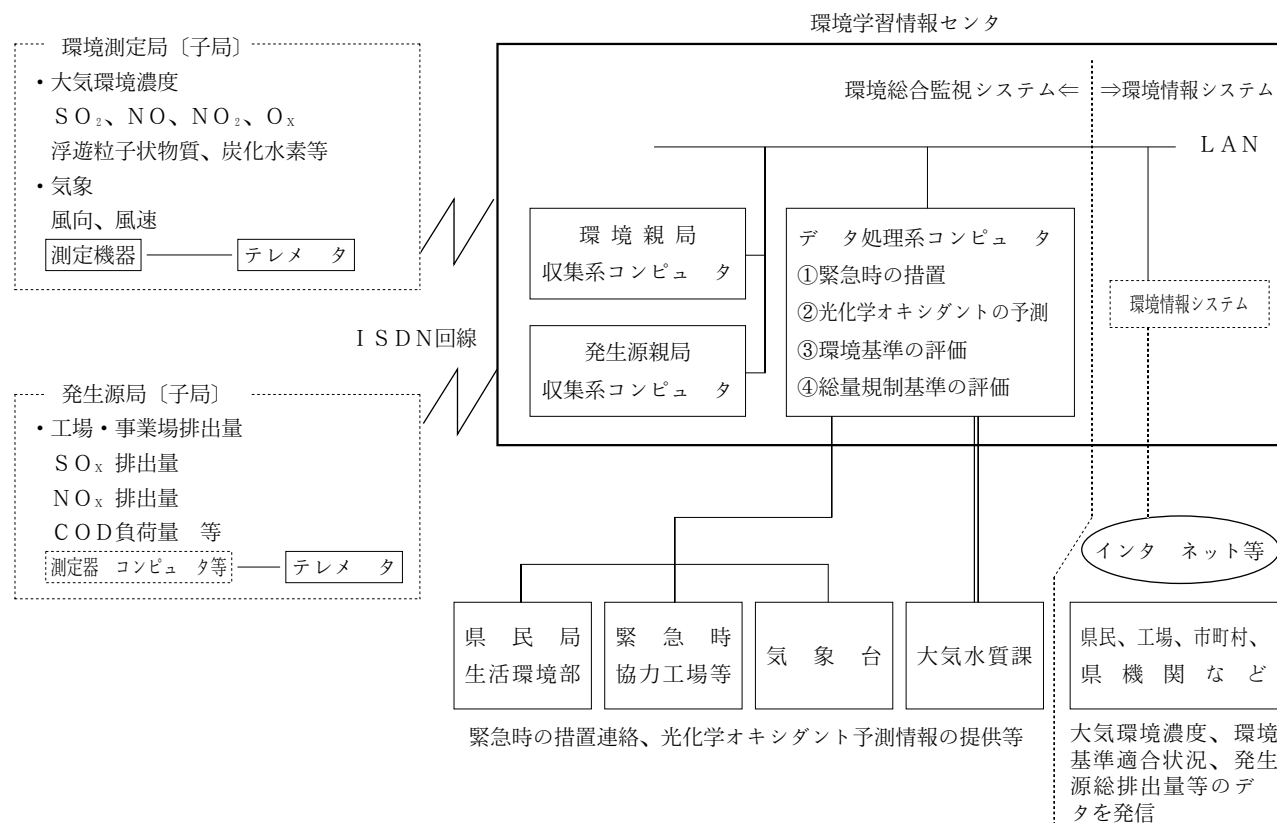 環境学習情報センタ
環境測定局〔子局〕
・大気環境濃度
ＳＯ₂、ＮＯ、ＮＯ₂、Ｏx
浮遊粒子状物質、炭化水素等
・気象
風向、風速
測定機器
テレメ　タ
ＩＳＤＮ回線
発生源局〔子局〕
・工場・事業場排出量
ＳＯx 排出量
ＮＯx 排出量
ＣＯＤ負荷量　等
測定器　コンピュ　タ等
テレメ　タ
環境総合監視システム⇐
⇒環境情報システム
ＬＡＮ
環 境 親 局
収集系コンピュ　タ
発生源親局
収集系コンピュ　タ
デ　タ処理系コンピュ　タ
①緊急時の措置
②光化学オキシダントの予測
③環境基準の評価
④総量規制基準の評価
環境情報システム
インタ　ネット等
県　民　局
生活環境部
緊　急　時
協力工場等
気　象　台
大気水質課
県民、工場、市町村、
県　機　関　な　ど
緊急時の措置連絡、光化学オキシダント予測情報の提供等
大気環境濃度、環境
基準適合状況、発生
源総排出量等のデ
タを発信